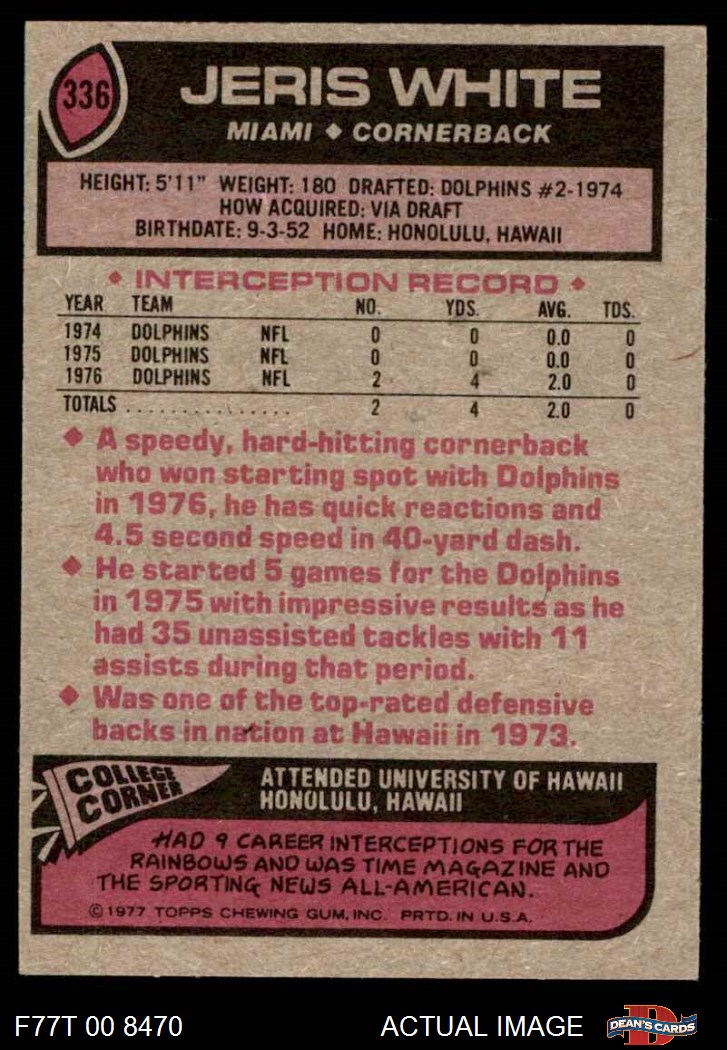 336
JERIS WHITE
MIAMI ♦ CORNERBACK
HEIGHT: 5'11" WEIGHT: 180 DRAFTED: DOLPHINS #2-1974
HOW ACQUIRED: VIA DRAFT
BIRTHDATE: 9-3-52 HOME: HONOLULU, HAWAII
♦ INTERCEPTION RECORD ♦
YEAR TEAM NO. YDS. AVG. TDS.
1974 DOLPHINS NFL 0 0 0.0 0
1975 DOLPHINS NFL 0 0 0.0 0
1976 DOLPHINS NFL 2 4 2.0 0
TOTALS ............... 2 4 2.0 0
♦ A speedy, hard-hitting cornerback
who won starting spot with Dolphins
in 1976, he has quick reactions and
4.5 second speed in 40-yard dash.
♦ He started 5 games for the Dolphins
in 1975 with impressive results as he
had 35 unassisted tackles with 11
assists during that period.
♦ Was one of the top-rated defensive
backs in nation at Hawaii in 1973.
COLLEGE
CORNER
ATTENDED UNIVERSITY OF HAWAII
HONOLULU, HAWAII
HAD 9 CAREER INTERCEPTIONS FOR THE
RAINBOWS AND WAS TIME MAGAZINE AND
THE SPORTING NEWS ALL-AMERICAN.
©1977 TOPPS CHEWING GUM, INC. PRTD. IN U.S.A.
F77T 00 8470 ACTUAL IMAGE
D
DEAN'S CARDS